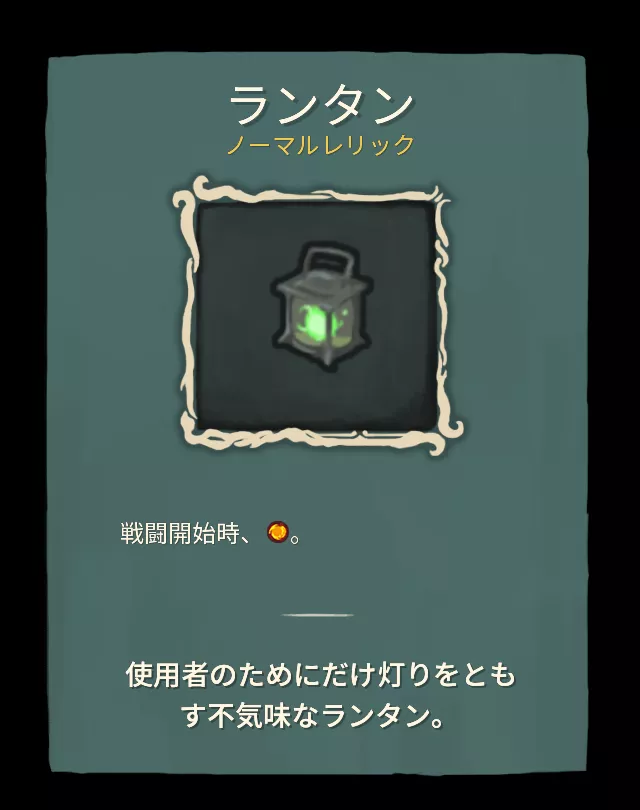 ランタン
ノーマルレリック
戦闘開始時、。
使用者のためにだけ灯りをとも
す不気味なランタン。